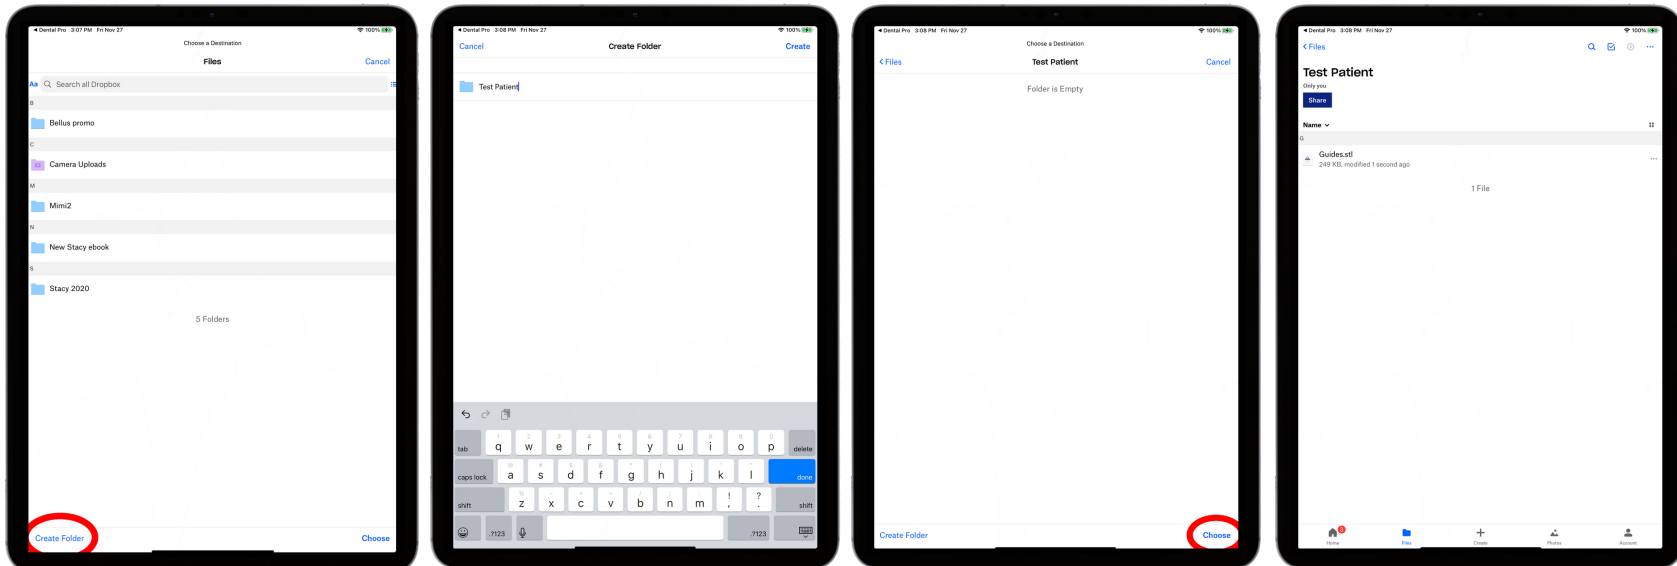 ◀ Dental Pro 3:07 PM Fri Nov 27 100%
Choose a Destination
Files Cancel
Aa Search all Dropbox
B
Bellus promo
C
Camera Uploads
M
Mimi2
N
New Stacy ebook
S
Stacy 2020
5 Folders
Create Folder Choose
◀ Dental Pro 3:08 PM Fri Nov 27 100%
Cancel Create Folder Create
Test Patient
tab q w e r t y u i o p delete
caps lock a s d f g h j k l done
shift z x c v b n m ! , ? . shift
.?123 .?123
◀ Dental Pro 3:08 PM Fri Nov 27 100%
Choose a Destination
< Files Test Patient Cancel
Folder is Empty
Create Folder Choose
◀ Dental Pro 3:08 PM Fri Nov 27 100%
< Files
Test Patient
Only you
Share
Name
G
Guides.stl
249 KB, modified 1 second ago
1 File
3
Home Files Create Photos Account